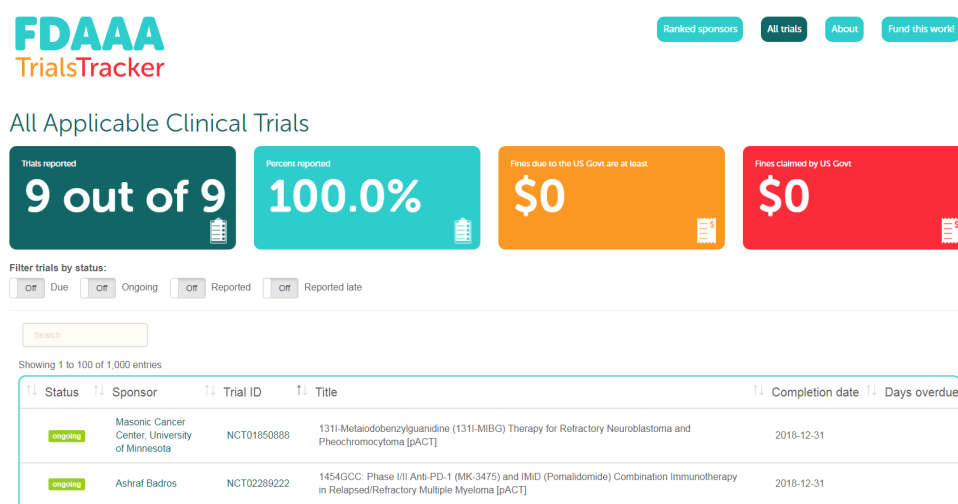 FDAAA
TrialsTracker
Ranked sponsors
All trials
About
Fund this work!
All Applicable Clinical Trials
Trials reported
9 out of 9
Percent reported
100.0%
Fines due to the US Govt are at least
$0
Fines claimed by US Govt
$0
Filter trials by status:
Off Due Off Ongoing Off Reported Off Reported late
Search
Showing 1 to 100 of 1,000 entries
Status Sponsor Trial ID Title Completion date Days overdue
ongoing
Masonic Cancer
Center, University
of Minnesota
NCT01850888
131I-Metaiodobenzylguanidine (131I-MIBG) Therapy for Refractory Neuroblastoma and
Pheochromocytoma [pACT]
2018-12-31
ongoing
Ashraf Badros
NCT02289222
1454GCC: Phase I/II Anti-PD-1 (MK-3475) and IMiD (Pomalidomide) Combination Immunotherapy
in Relapsed/Refractory Multiple Myeloma [pACT]
2018-12-31